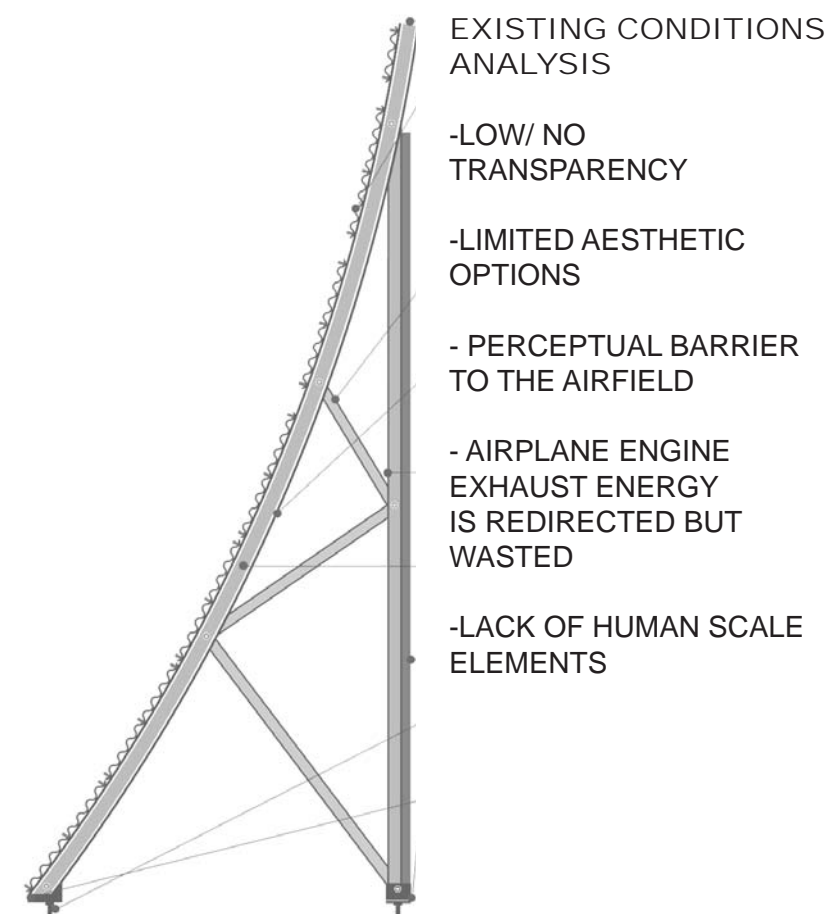 EXISTING CONDITIONS
ANALYSIS
-LOW/ NO
TRANSPARENCY
-LIMITED AESTHETIC
OPTIONS
- PERCEPTUAL BARRIER
TO THE AIRFIELD
- AIRPLANE ENGINE
EXHAUST ENERGY
IS REDIRECTED BUT
WASTED
-LACK OF HUMAN SCALE
ELEMENTS